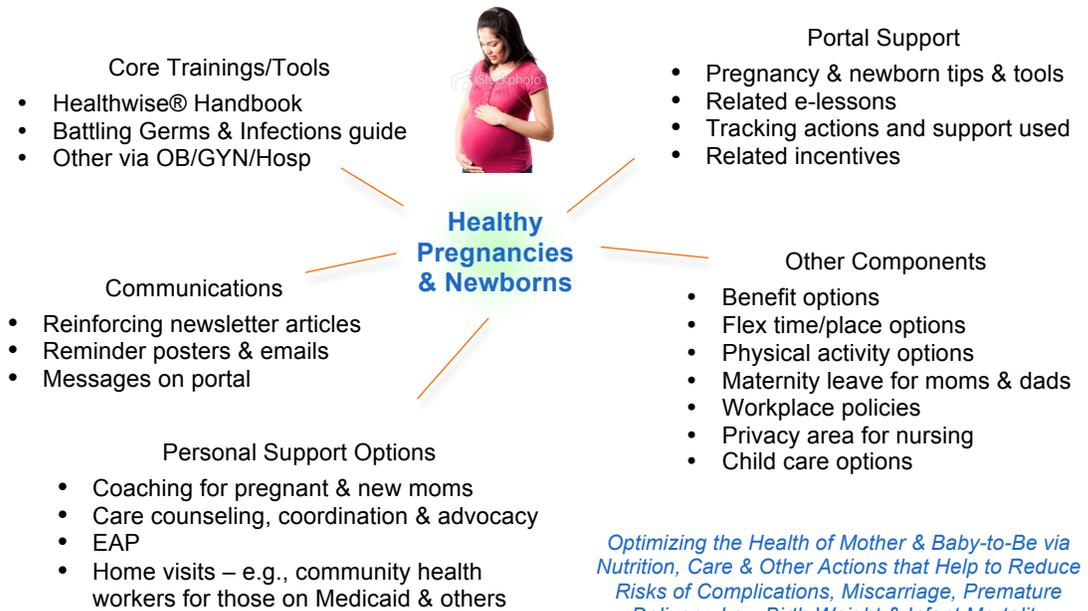 Core Trainings/Tools
• Healthwise® Handbook
• Battling Germs & Infections guide
• Other via OB/GYN/Hosp
iStockphoto
Portal Support
• Pregnancy & newborn tips & tools
• Related e-lessons
• Tracking actions and support used
• Related incentives
Healthy
Pregnancies
& Newborns
Communications
• Reinforcing newsletter articles
• Reminder posters & emails
• Messages on portal
Other Components
• Benefit options
• Flex time/place options
• Physical activity options
• Maternity leave for moms & dads
• Workplace policies
• Privacy area for nursing
• Child care options
Personal Support Options
• Coaching for pregnant & new moms
• Care counseling, coordination & advocacy
• EAP
• Home visits – e.g., community health
workers for those on Medicaid & others
Optimizing the Health of Mother & Baby-to-Be via
Nutrition, Care & Other Actions that Help to Reduce
Risks of Complications, Miscarriage, Premature